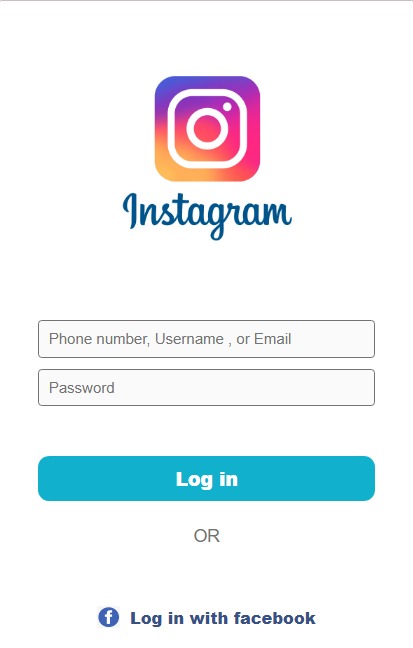 Instagram
Phone number, Username , or Email
Password
Log in
OR
Log in with facebook